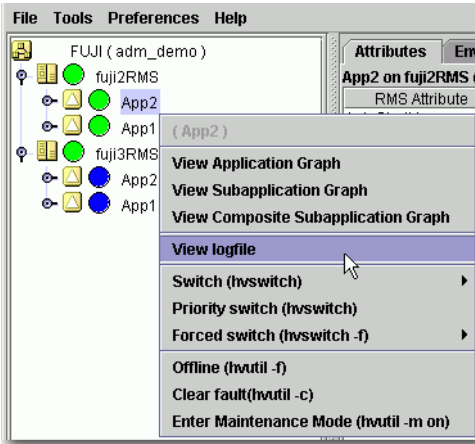 File Tools Preferences Help
FUJI ( adm_demo )
fuji2RMS
App2
App1
fuji3RMS
App2
App1
Attributes
App2 on fuji2RMS
RMS Attribute
( App2 )
View Application Graph
View Subapplication Graph
View Composite Subapplication Graph
View logfile
Switch (hvswitch)
Priority switch (hvswitch)
Forced switch (hvswitch -f)
Offline (hvutil -f)
Clear fault(hvutil -c)
Enter Maintenance Mode (hvutil -m on)